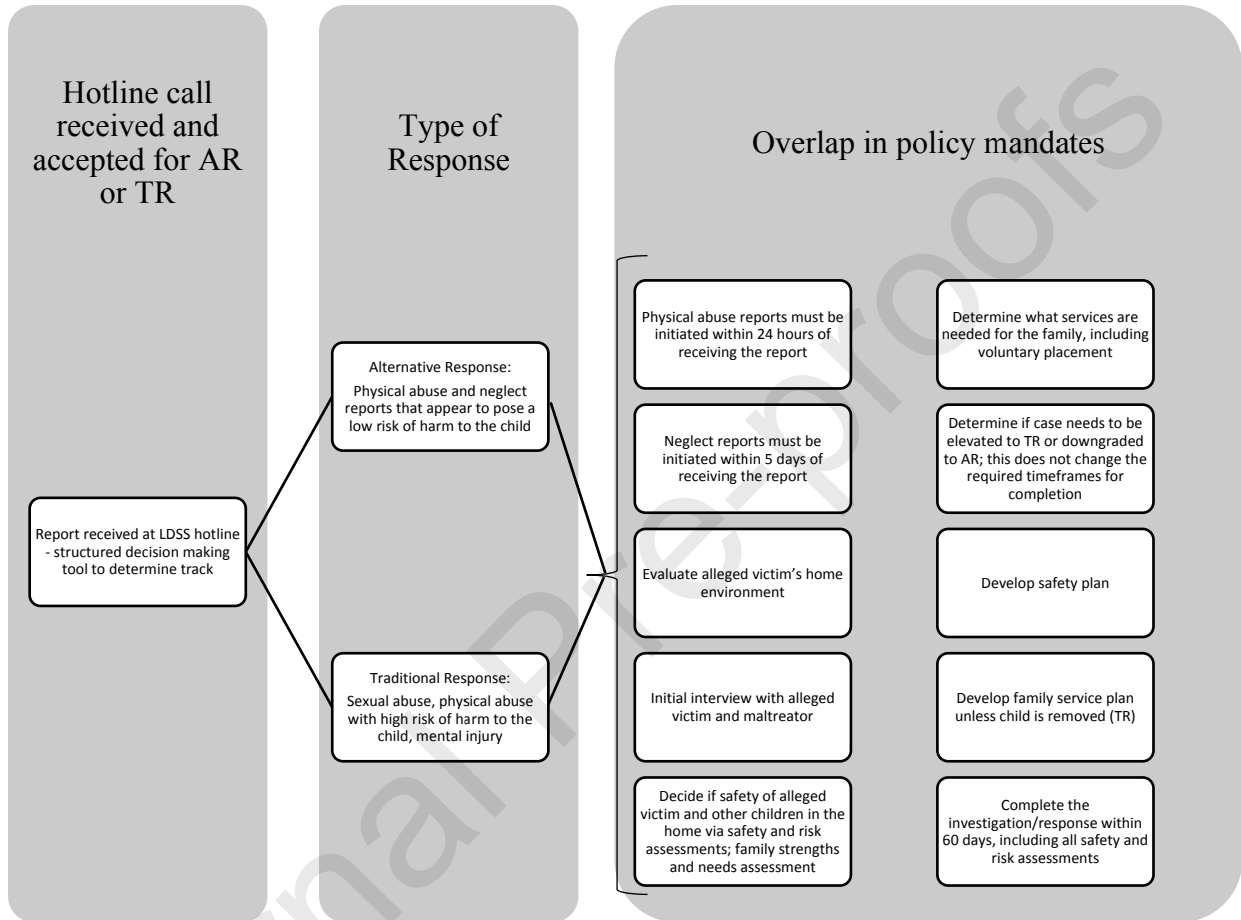 Hotline call
received and
accepted for AR
or TR
Type of
Response
Overlap in policy mandates
Report received at LDSS hotline
- structured decision making
tool to determine track
Alternative Response:
Physical abuse and neglect
reports that appear to pose a
low risk of harm to the child
Traditional Response:
Sexual abuse, physical abuse
with high risk of harm to the
child, mental injury
Physical abuse reports must be
initiated within 24 hours of
receiving the report
Neglect reports must be
initiated within 5 days of
receiving the report
Evaluate alleged victim's home
environment
Initial interview with alleged
victim and maltreator
Decide if safety of alleged
victim and other children in the
home via safety and risk
assessments; family strengths
and needs assessment
Determine what services are
needed for the family, including
voluntary placement
Determine if case needs to be
elevated to TR or downgraded
to AR; this does not change the
required timeframes for
completion
Develop safety plan
Develop family service plan
unless child is removed (TR)
Complete the
investigation/response within
60 days, including all safety and
risk assessments
rnal Pre-proofs